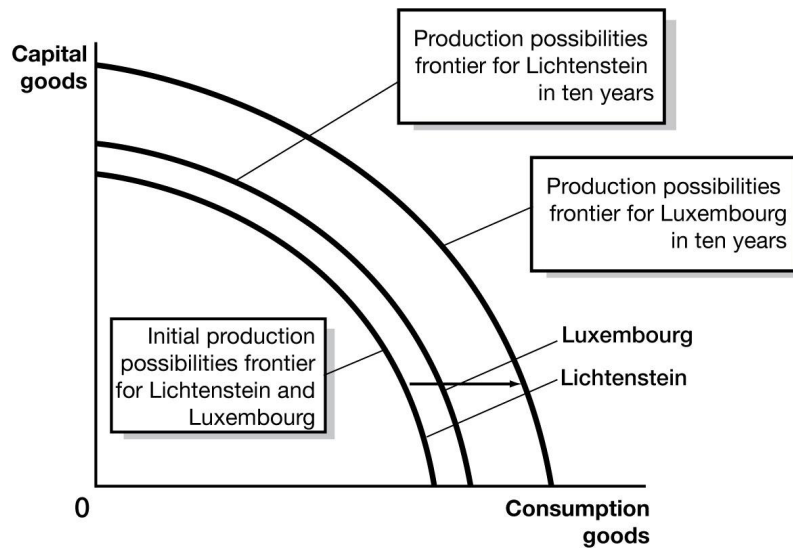 Capital
goods
Production possibilities
frontier for Lichtenstein
in ten years
Production possibilities
frontier for Luxembourg
in ten years
Initial production
possibilities frontier
for Lichtenstein and
Luxembourg
Luxembourg
Lichtenstein
0
Consumption
goods